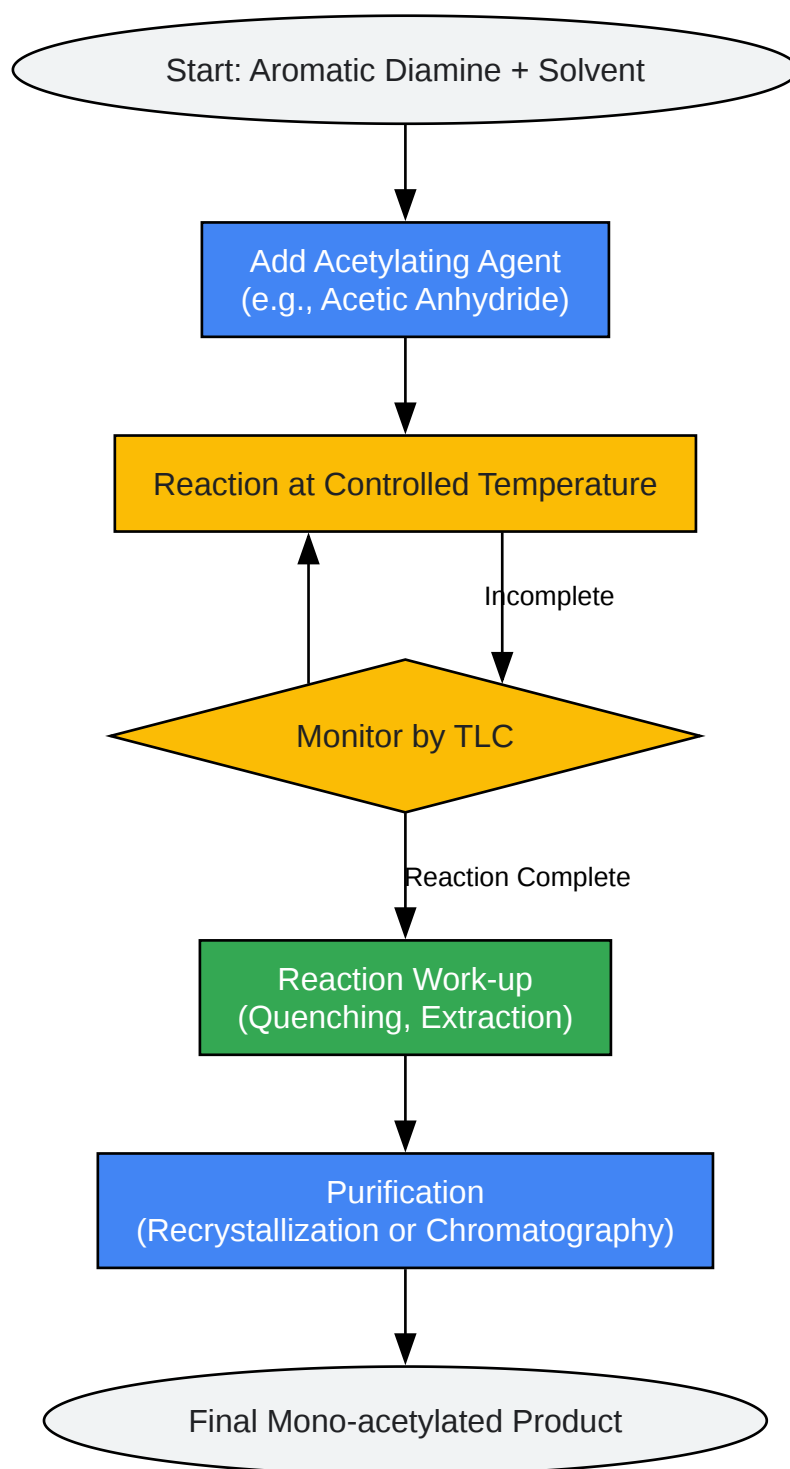 Start: Aromatic Diamine + Solvent
Add Acetylating Agent
(e.g., Acetic Anhydride)
Reaction at Controlled Temperature
Incomplete
Monitor by TLC
Reaction Complete
Reaction Work-up
(Quenching, Extraction)
Purification
(Recrystallization or Chromatography)
Final Mono-acetylated Product